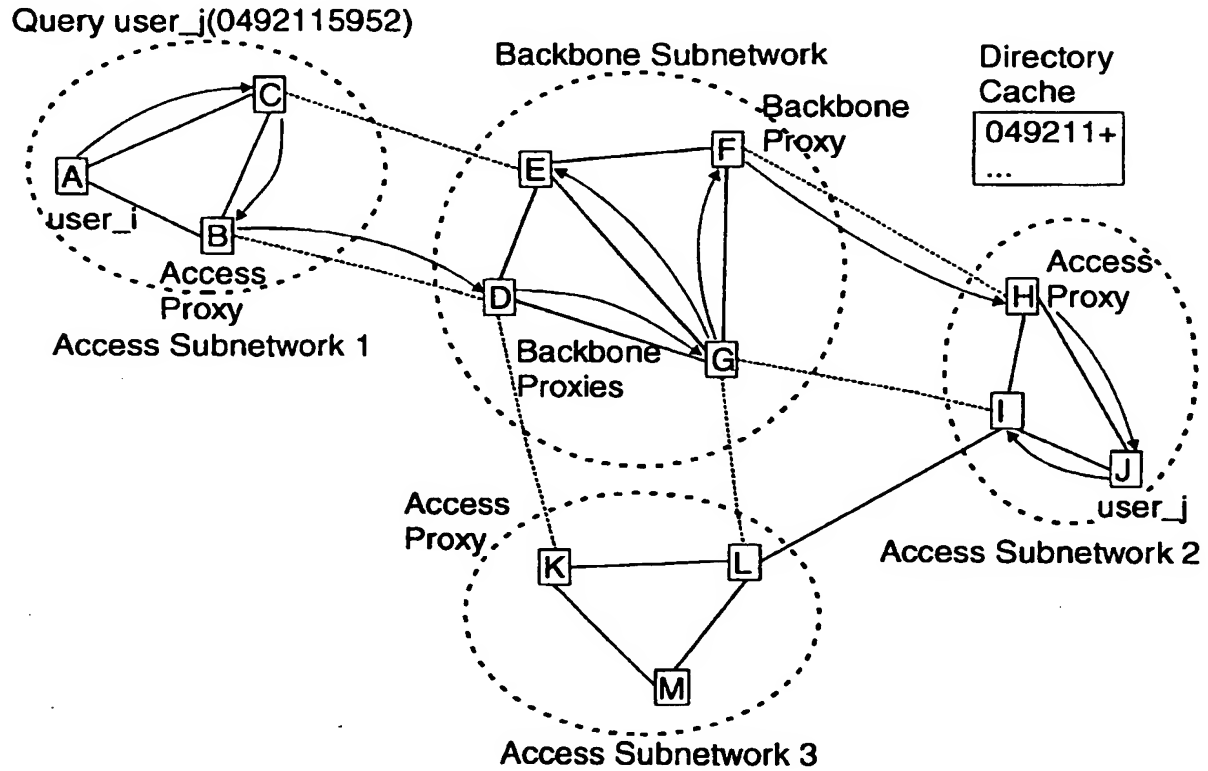 Query user_j(0492115952)
Backbone Subnetwork
Directory
Cache
049211+
...
Backbone
Proxy
C
E
F
A
user_i
B
Access
Proxy
Access Subnetwork 1
D
Backbone
Proxies
G
H
Access
Proxy
I
J
user_j
Access Subnetwork 2
Access
Proxy
K
L
M
Access Subnetwork 3